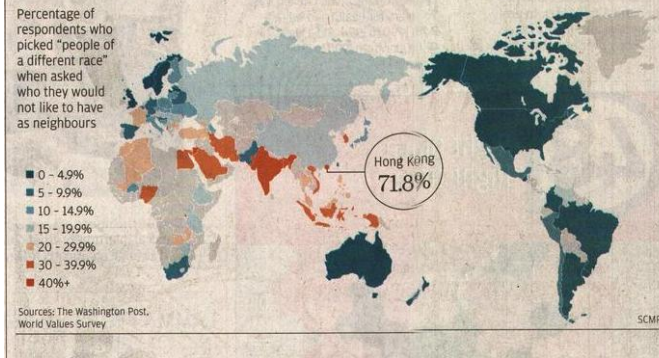 Percentage of
respondents who
picked "people of
a different race"
when asked
who they would
not like to have
as neighbours
0 - 4.9%
5 - 9.9%
10 - 14.9%
15 - 19.9%
20 - 29.9%
30 - 39.9%
40%+
Hong Kong
71.8%
Sources: The Washington Post,
World Values Survey
SCMP